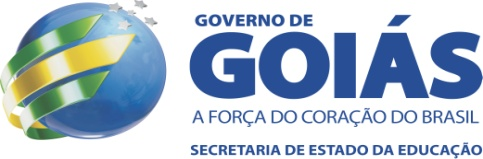 GOVERNO DE
GOIÁS
A FORÇA DO CORAÇÃO DO BRASIL
SECRETARIA DE ESTADO DA EDUCAÇÃO